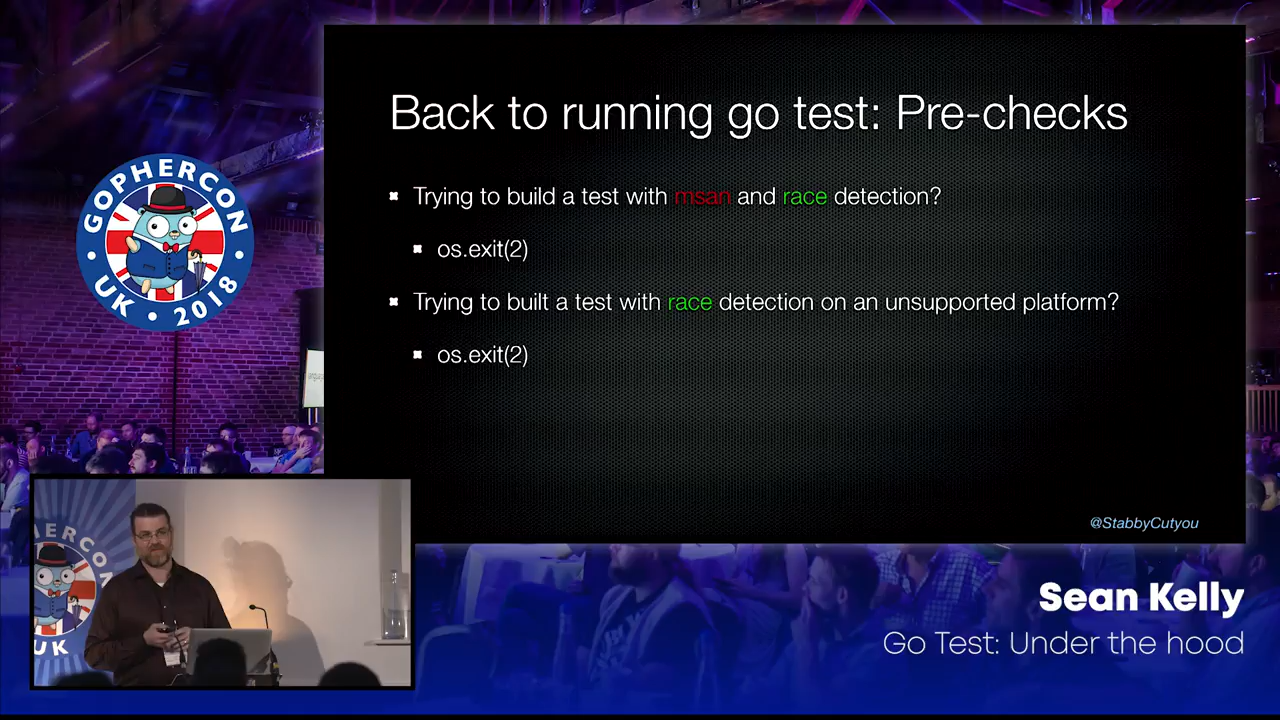 Back to running go test: Pre-checks
Trying to build a test with msan and race detection?
os.exit(2)
Trying to built a test with race detection on an unsupported platform?
os.exit(2)
@StabbyCutyou
GOPHERCON
UK • 2018
OPHERCON
UK
Sean Kelly
Go Test: Under the hood